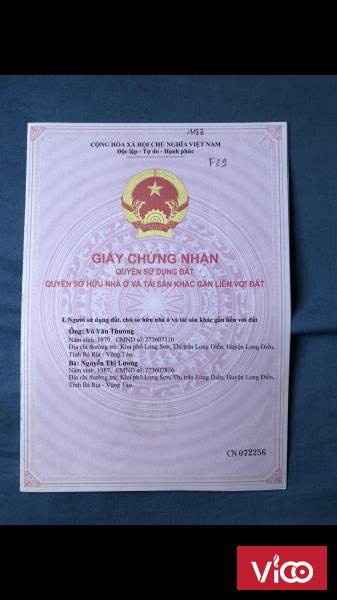 1132
CỘNG HÒA XÃ HỘI CHỦ NGHĨA VIỆT NAM
Độc lập - Tự do - Hạnh phúc
F29
GIẤY CHỨNG NHẬN
QUYỀN SỬ DỤNG ĐẤT
QUYỀN SỞ HỮU NHÀ Ở VÀ TÀI SẢN KHÁC GẮN LIỀN VỚI ĐẤT
I. Người sử dụng đất, chủ sở hữu nhà ở và tài sản khác gắn liền với đất
Ông: Võ Văn Thường
Năm sinh: 1979, CMND số: 273607110
Địa chỉ thường trú: Khu phố Long Sơn, Thị trấn Long Điền, Huyện Long Điền,
Tỉnh Bà Rịa - Vũng Tàu.
Bà: Nguyễn Thị Lương
Năm sinh: 1987, CMND số: 273607816
Địa chỉ thường trú: Khu phố Long Sơn, Thị trấn Long Điền, Huyện Long Điền,
Tỉnh Bà Rịa - Vũng Tàu.
CN 072256
Vicoo